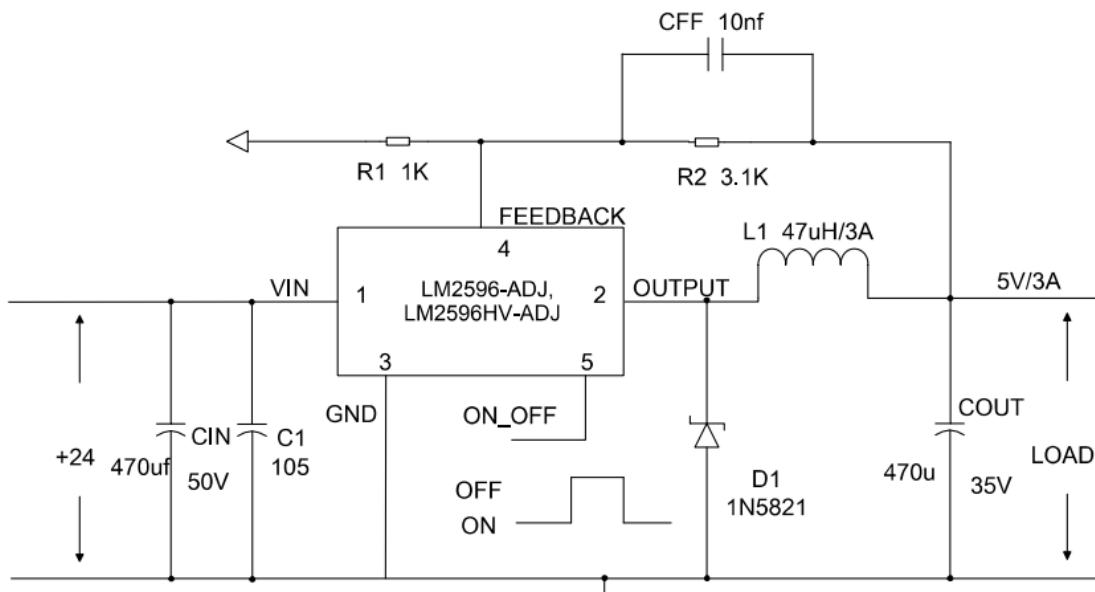 CFF 10nf
R1 1K
R2 3.1K
FEEDBACK
4
L1 47uH/3A
VIN
1
LM2596-ADJ,
LM2596HV-ADJ
2
OUTPUT
5V/3A
3
5
GND
ON_OFF
+24
470uf
CIN
50V
C1
105
OFF
ON
D1
1N5821
COUT
470u
35V
LOAD